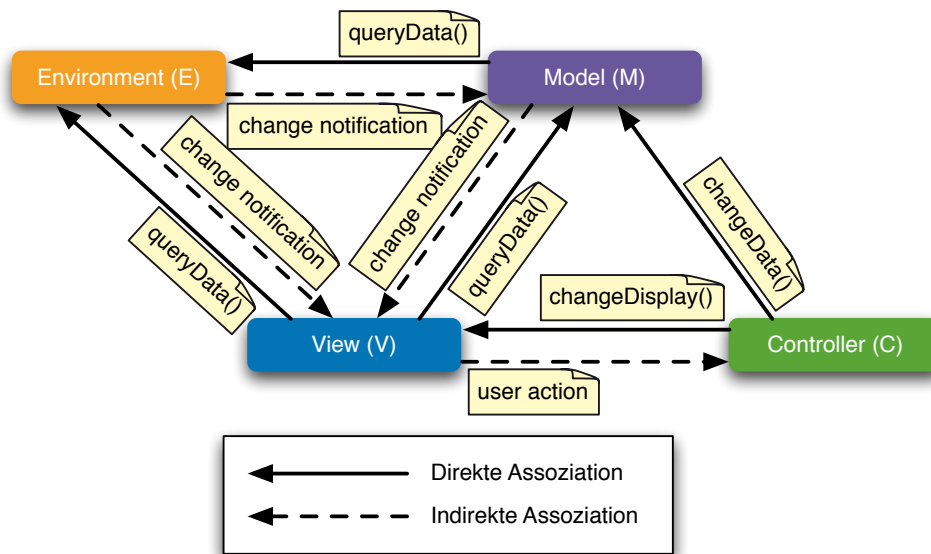 queryData()
Environment (E)
Model (M)
change notification
change notification
change notification
queryData()
queryData()
changeData()
changeDisplay()
View (V)
Controller (C)
user action
Direkte Assoziation
Indirekte Assoziation